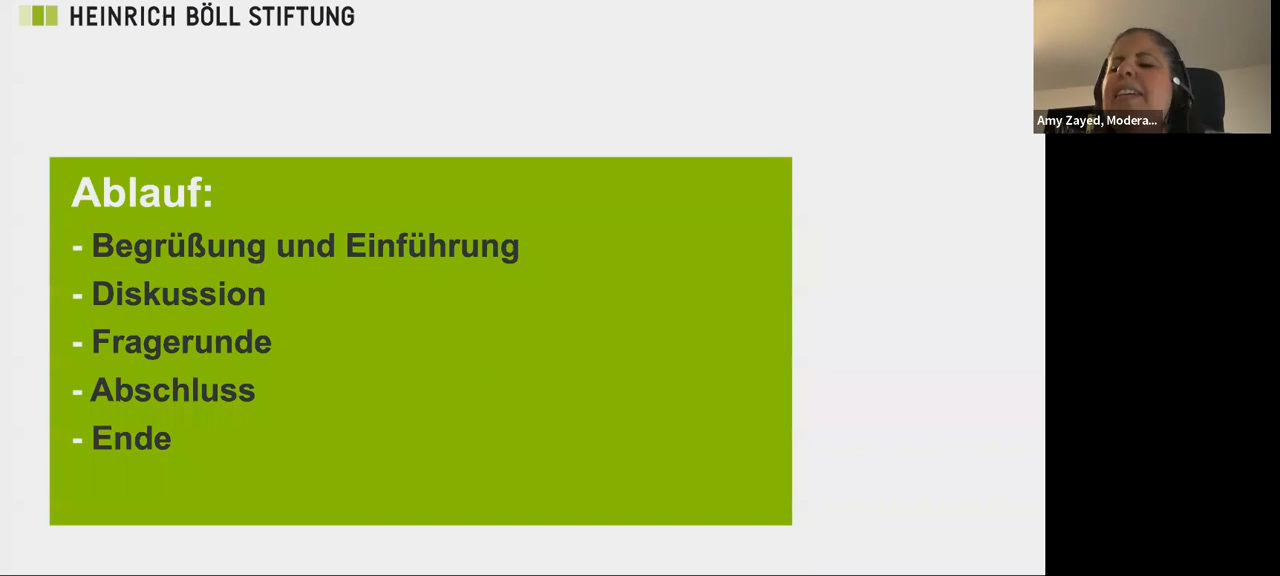 HEINRICH BÖLL STIFTUNG
Amy Zayed, Modera...
Ablauf:
- Begrüßung und Einführung
- Diskussion
- Fragerunde
- Abschluss
- Ende